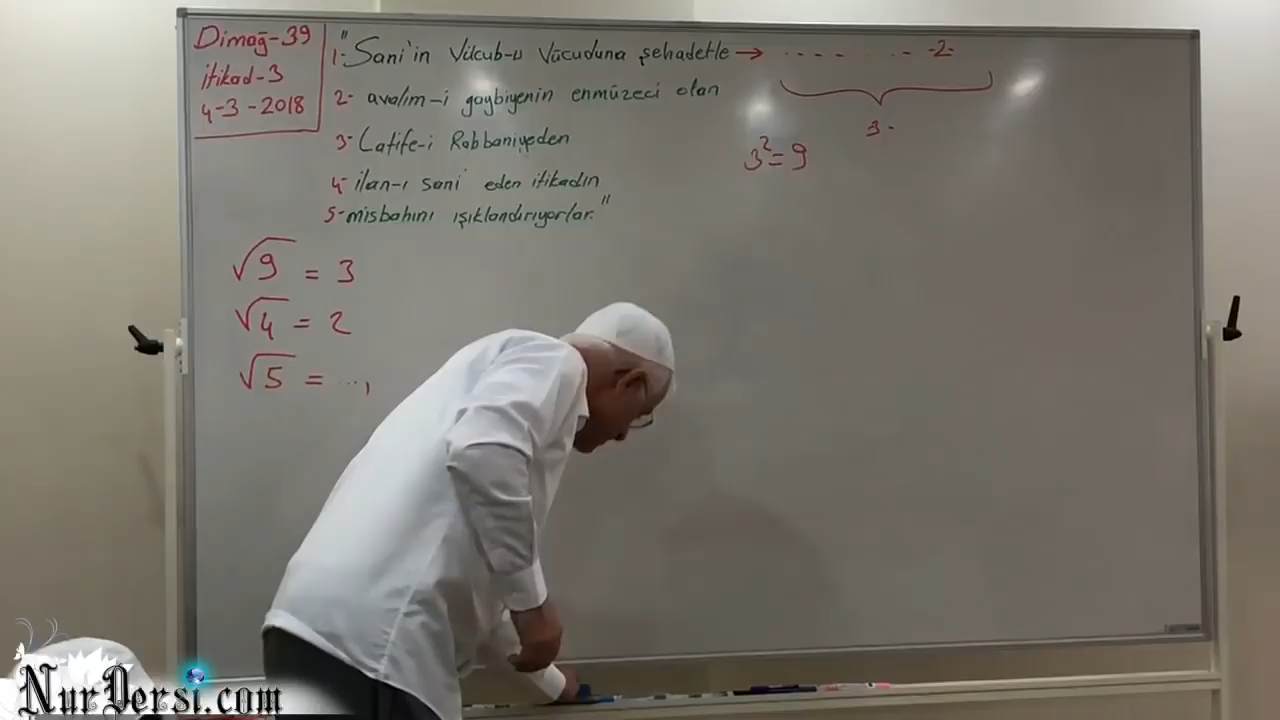 Dimağ-39
itikad-3
4-3-2018
1-"Sani'in Vücub-u Vücuduna şehadetle → ---- ---- -2-
2- avalim-i gaybiyenin enmüzeci olan
3-
3- Latife-i Rabbaniyeden
3²=9
4- ilan-ı sani eden itikadın
5- misbahını ışıklandırıyorlar."
√9 = 3
√4 = 2
√5 = ...,
NurDersi.com